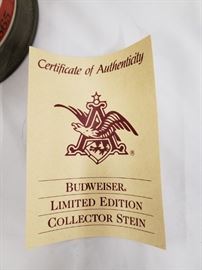 Certificate of Authenticity
A
®
BUDWEISER®
LIMITED EDITION
COLLECTOR STEIN